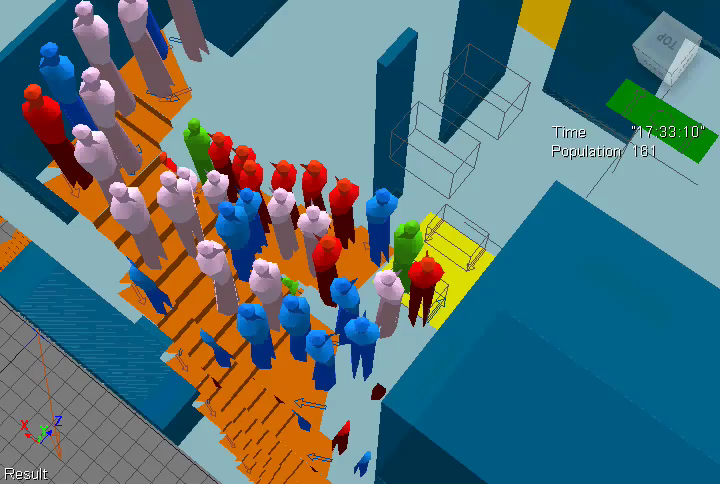 TOP
Time "17:33:10"
Population 161
X Y Z
Result